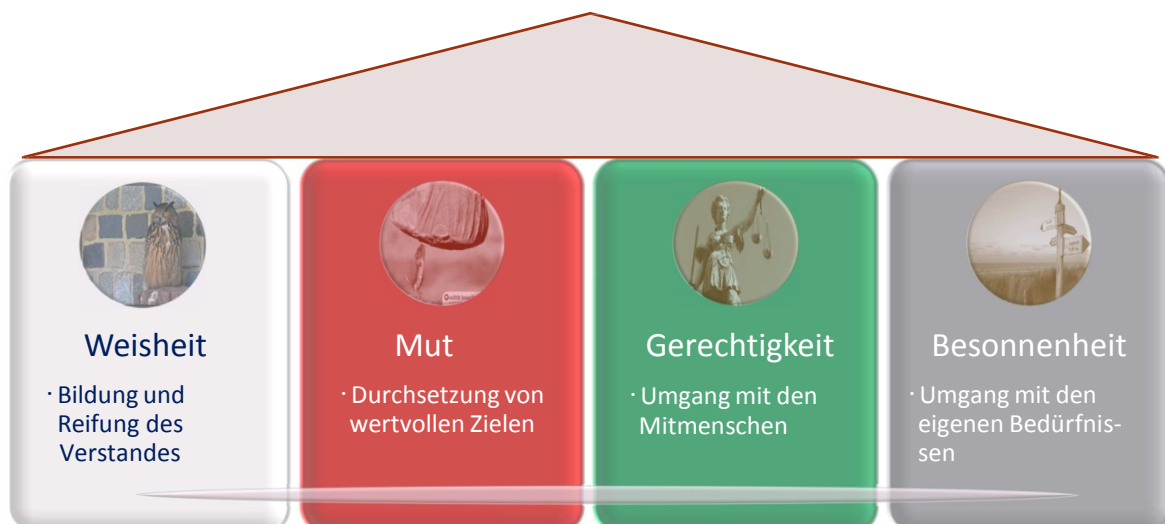 Weisheit
· Bildung und
Reifung des
Verstandes
Mut
· Durchsetzung von
wertvollen Zielen
Gerechtigkeit
· Umgang mit den
Mitmenschen
Besonnenheit
· Umgang mit den
eigenen Bedürfnis-
sen